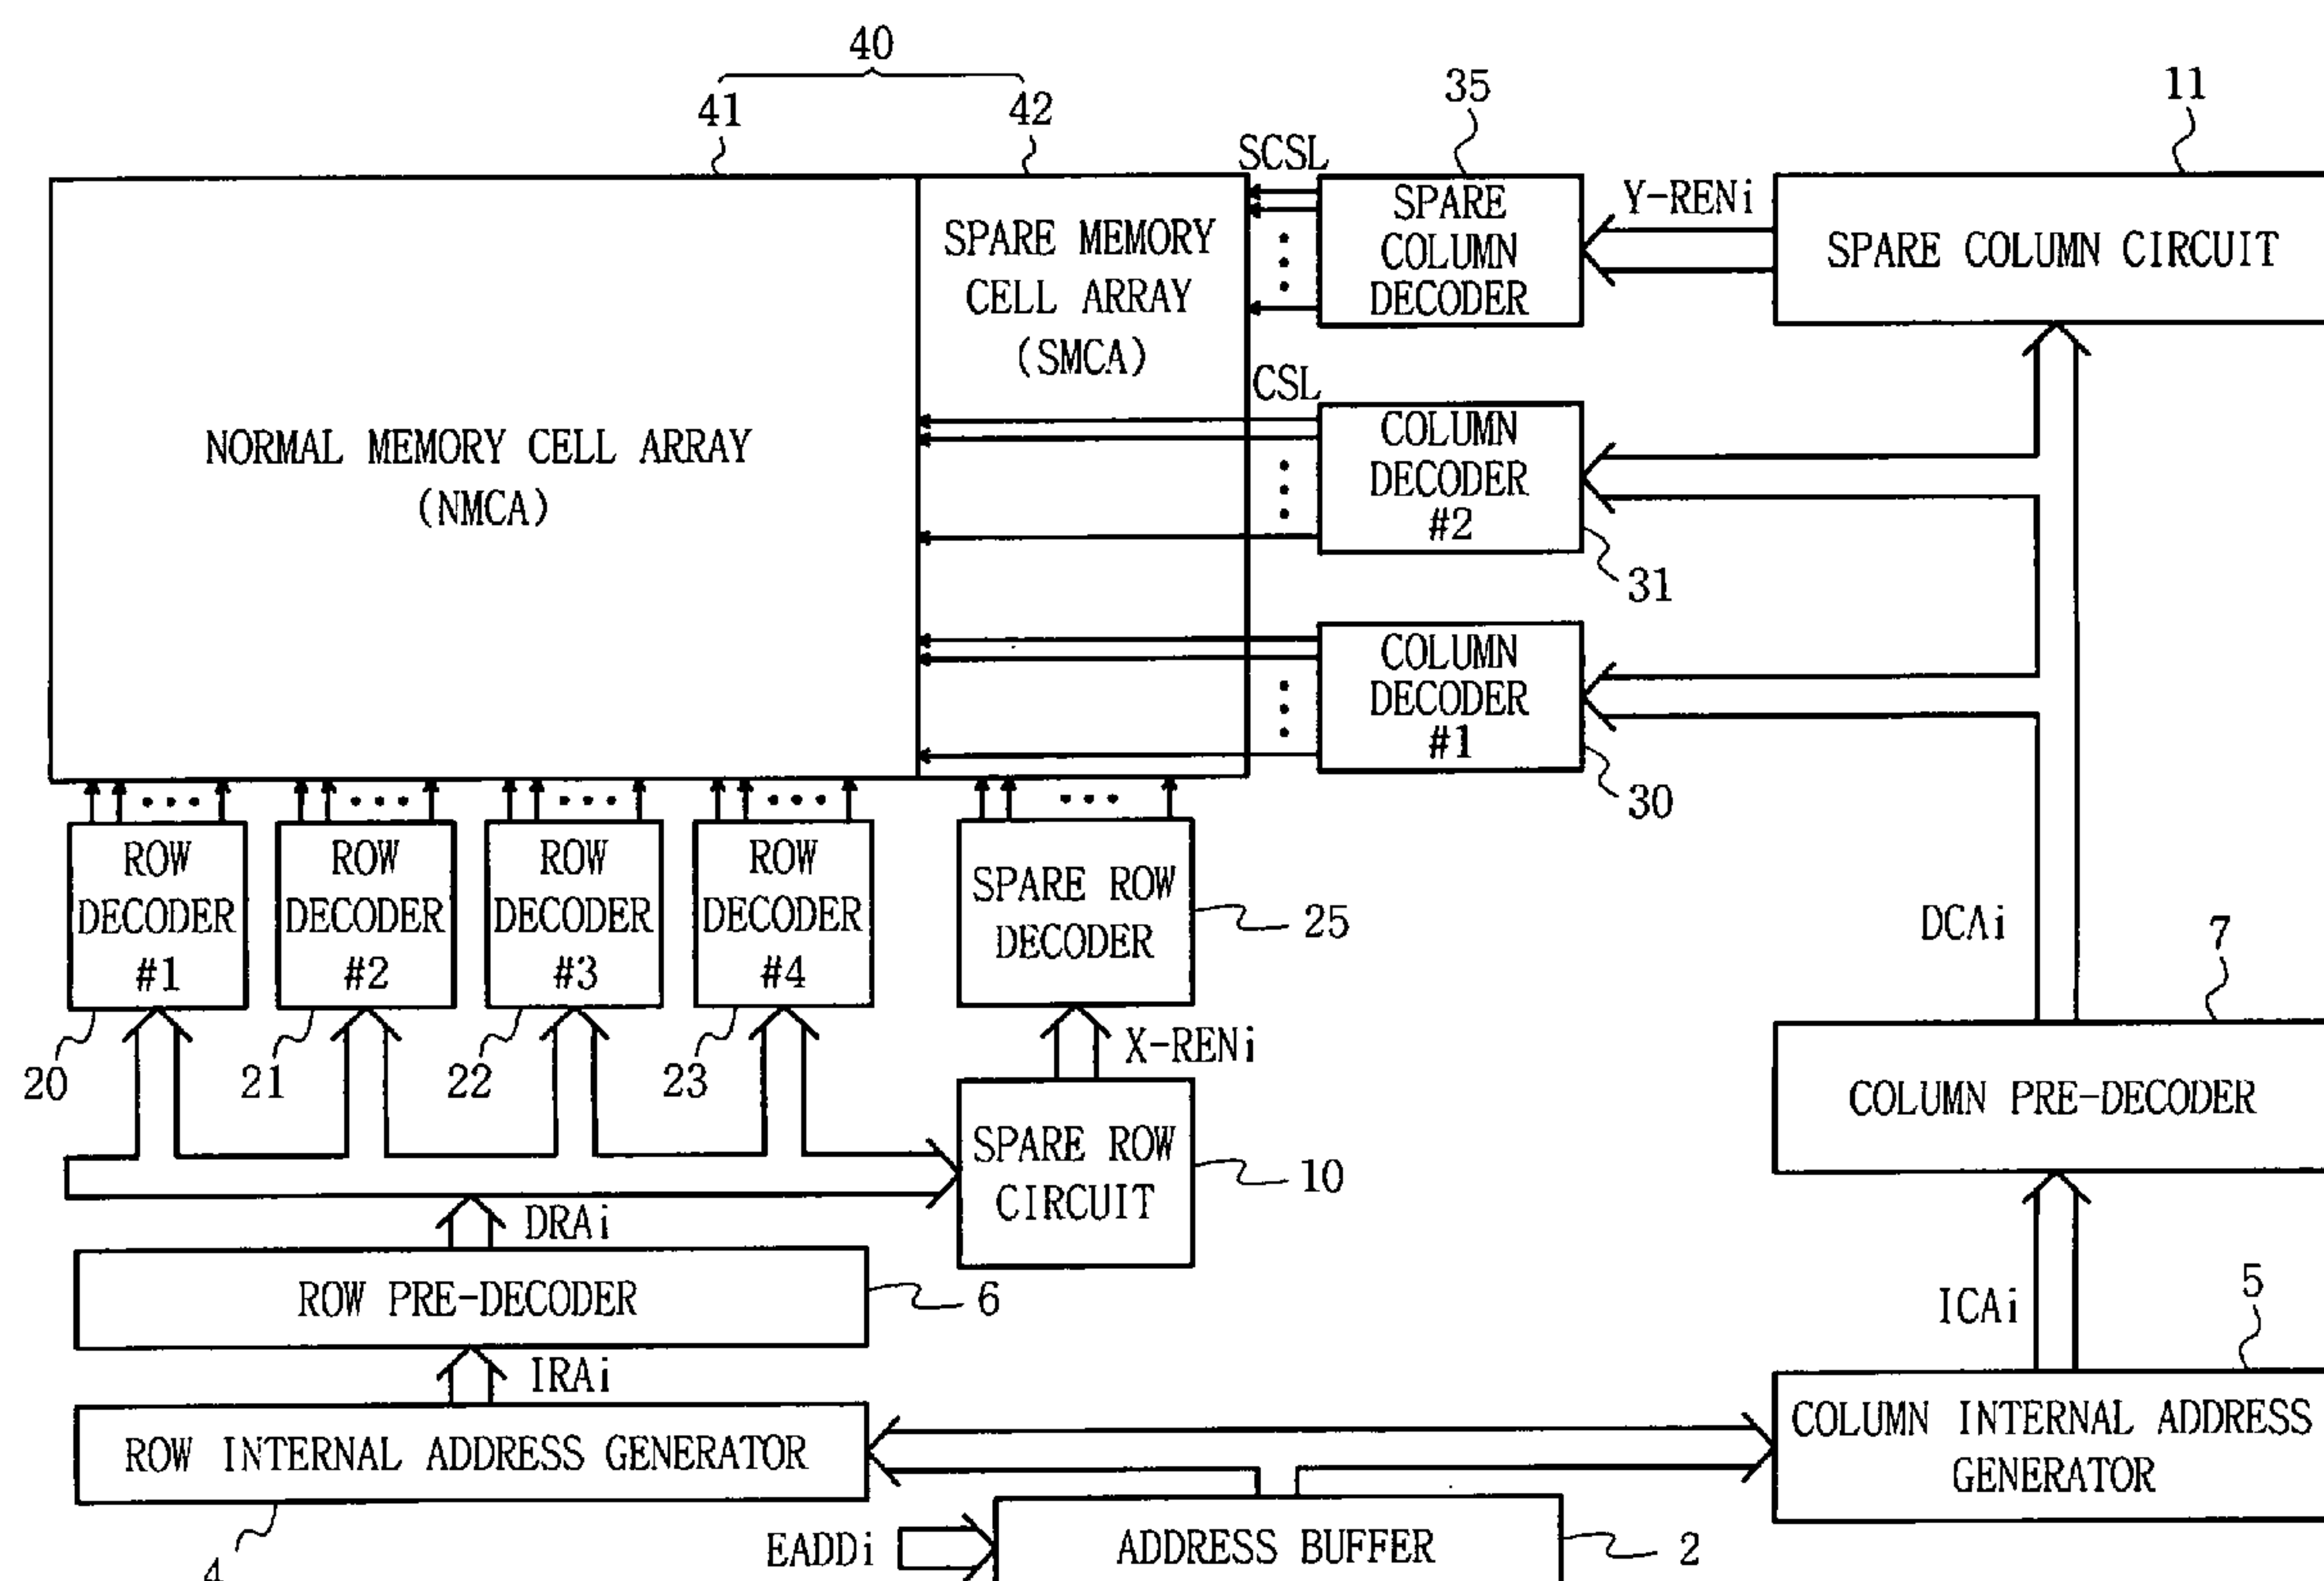 40
41
42
35
11
SCSL
SPARE
COLUMN
DECODER
Y-RENi
SPARE COLUMN CIRCUIT
SPARE MEMORY
CELL ARRAY
(SMCA)
NORMAL MEMORY CELL ARRAY
(NMCA)
CSL
COLUMN
DECODER
#2
31
COLUMN
DECODER
#1
30
ROW
DECODER
#1
ROW
DECODER
#2
ROW
DECODER
#3
ROW
DECODER
#4
SPARE ROW
DECODER
25
20
21
22
23
X-RENi
DCAi
7
COLUMN PRE-DECODER
SPARE ROW
CIRCUIT
10
DRAi
ROW PRE-DECODER
6
ICAi
5
IRAi
ROW INTERNAL ADDRESS GENERATOR
4
COLUMN INTERNAL ADDRESS
GENERATOR
EADDi
ADDRESS BUFFER
2